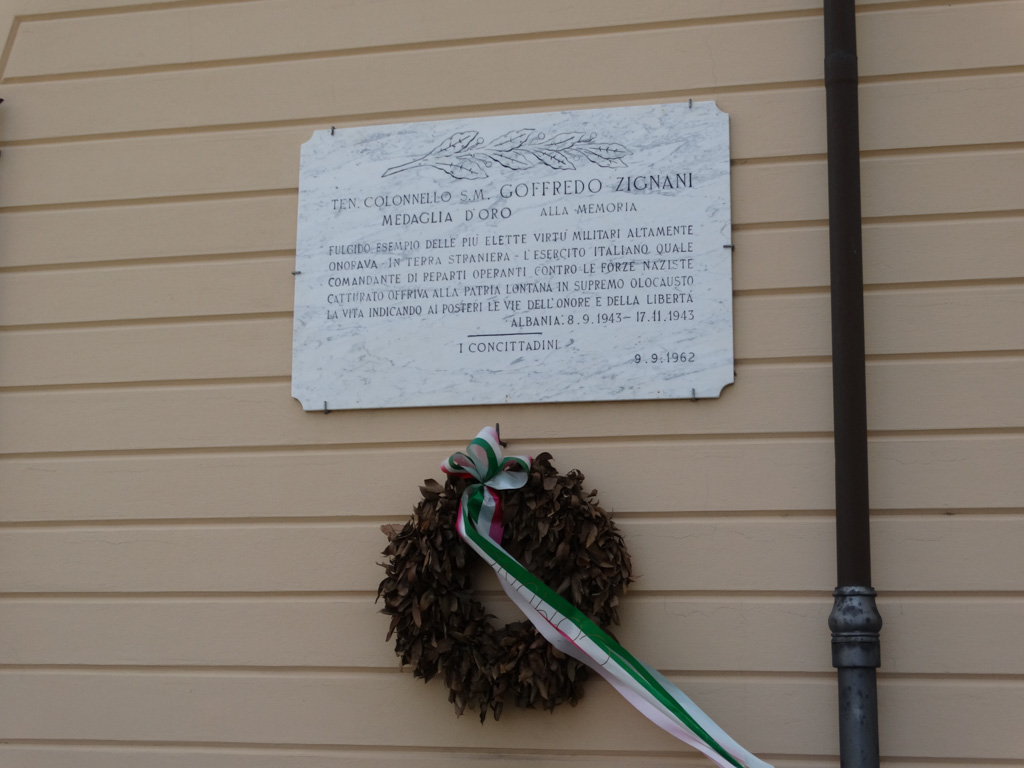 TEN. COLONNELLO S.M. GOFFREDO ZIGNANI
MEDAGLIA D'ORO ALLA MEMORIA
FULGIDO ESEMPIO DELLE PIÙ ELETTE VIRTÙ MILITARI ALTAMENTE
ONORAVA - IN TERRA STRANIERA - L'ESERCITO ITALIANO QUALE
COMANDANTE DI REPARTI OPERANTI CONTRO LE FORZE NAZISTE
CATTURATO OFFRIVA ALLA PATRIA LONTANA IN SUPREMO OLOCAUSTO
LA VITA INDICANDO AI POSTERI LE VIE DELL'ONORE E DELLA LIBERTÀ
ALBANIA: 8.9.1943 - 17.11.1943
I CONCITTADINI
9.9.1962